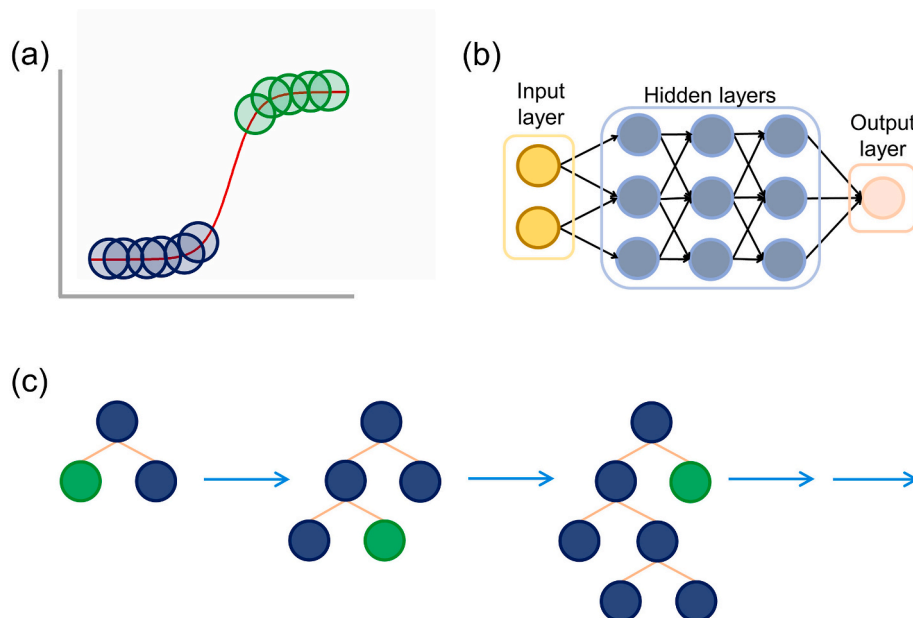 (a)
(b)
Input
layer
Hidden layers
Output
layer
(c)